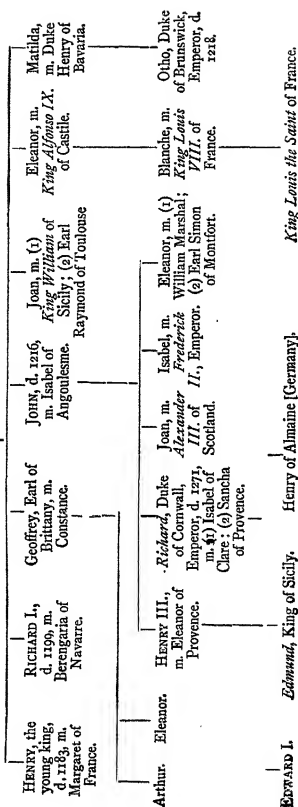 HENRY, the
young king,
d. 1183, m.
Margaret of
France.
RICHARD I.,
d. 1199, m.
Berengaria of
Navarre.
Geoffrey, Earl of
Brittany, m.
Constance.
JOHN, d. 1216,
m. Isabel of
Angoulesme.
Joan, m. (1)
King William of
Sicily; (2) Earl
Raymond of Toulouse
Eleanor, m.
King Alfonso IX.
of Castile.
Matilda,
m. Duke
Henry of
Bavaria.
Arthur.
Eleanor.
HENRY III.,
m. Eleanor of
Provence.
Richard, Duke
of Cornwall,
Emperor, d. 1271,
m. (1) Isabel of
Clare; (2) Sancha
of Provence.
Joan, m.
Alexander
III. of
Scotland.
Isabel, m.
Frederick
II., Emperor.
Eleanor, m. (1)
William Marshal;
(2) Earl Simon
of Montfort.
Blanche, m.
King Louis
VIII. of
France.
Otho, Duke
of Brunswick,
Emperor, d.
1218.
EDWARD I.
Edmund, King of Sicily.
Henry of Almaine [Germany].
King Louis the Saint of France.